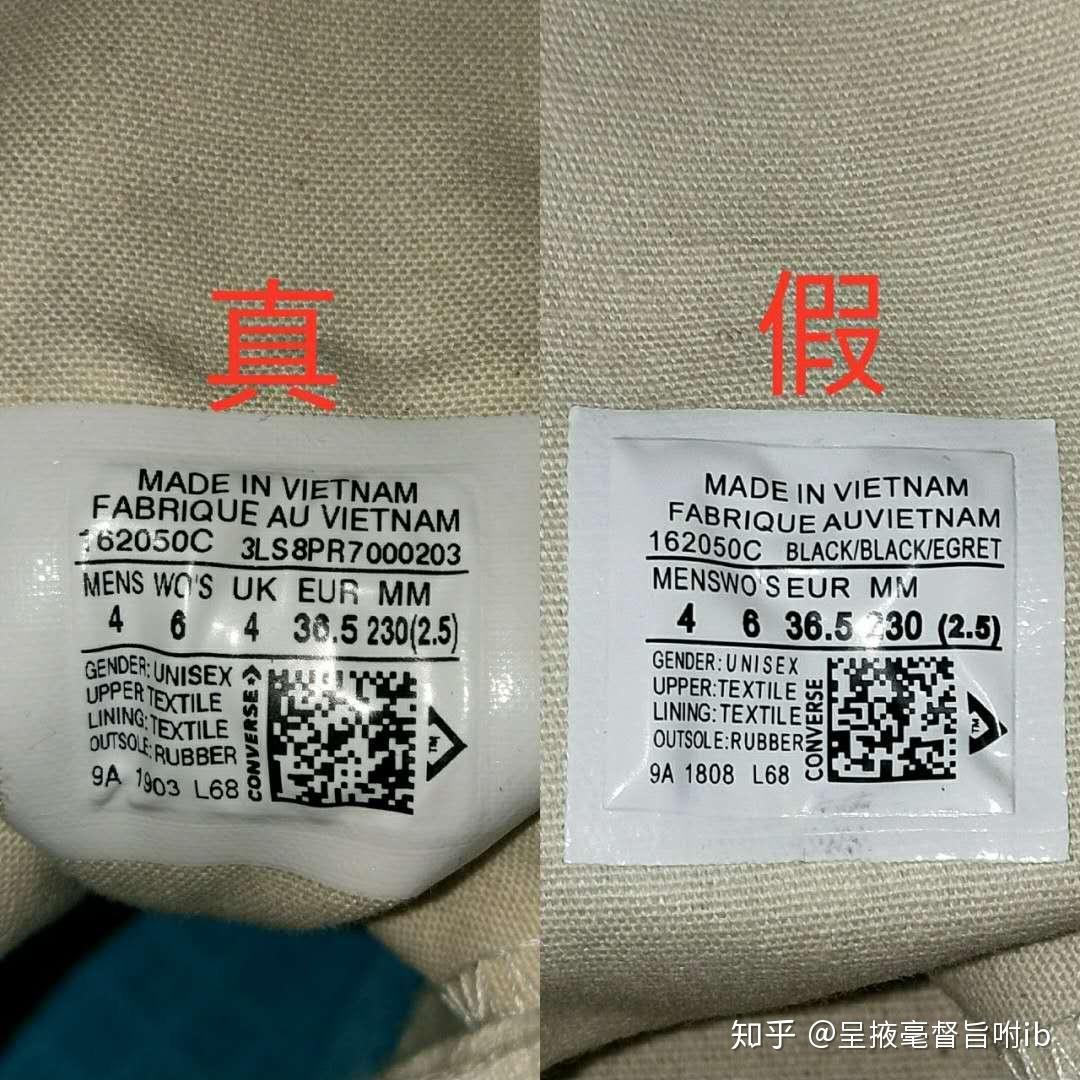 真
MADE IN VIETNAM
FABRIQUE AU VIETNAM
162050C 3LS8PR7000203
MENS WO'S UK EUR MM
4 6 4 36.5 230(2.5)
GENDER: UNISEX
UPPER TEXTILE
LINING: TEXTILE
OUTSOLE: RUBBER
9A 1903 L68
CONVERSE
TM
假
MADE IN VIETNAM
FABRIQUE AUVIETNAM
162050C BLACK/BLACK/EGRET
MENSWO'SEUR MM
4 6 36.5 230 (2.5)
GENDER: UNISEX
UPPER:TEXTILE
LINING: TEXTILE
OUTSOLE:RUBBER
9A 1808 L68
CONVERSE
TM
知乎 @呈掖毫督旨咐ib